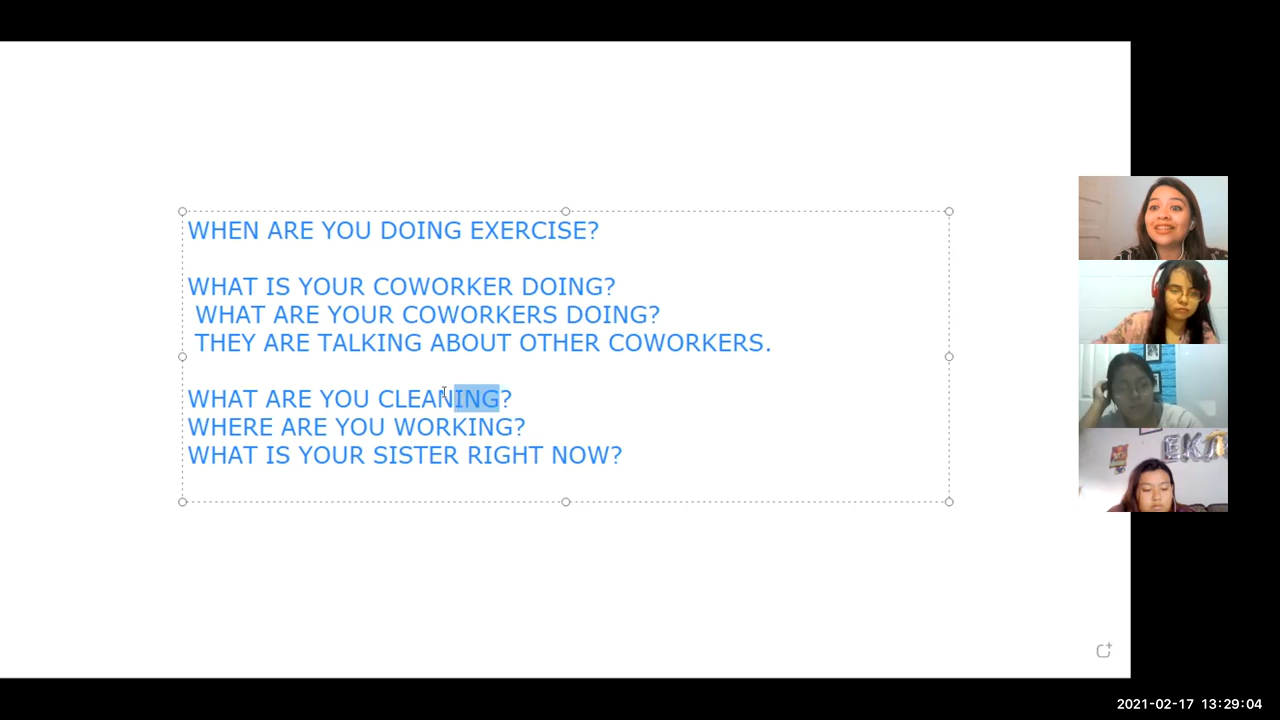 WHEN ARE YOU DOING EXERCISE?
WHAT IS YOUR COWORKER DOING?
WHAT ARE YOUR COWORKERS DOING?
THEY ARE TALKING ABOUT OTHER COWORKERS.
WHAT ARE YOU CLEANING?
WHERE ARE YOU WORKING?
WHAT IS YOUR SISTER RIGHT NOW?
2021-02-17 13:29:04